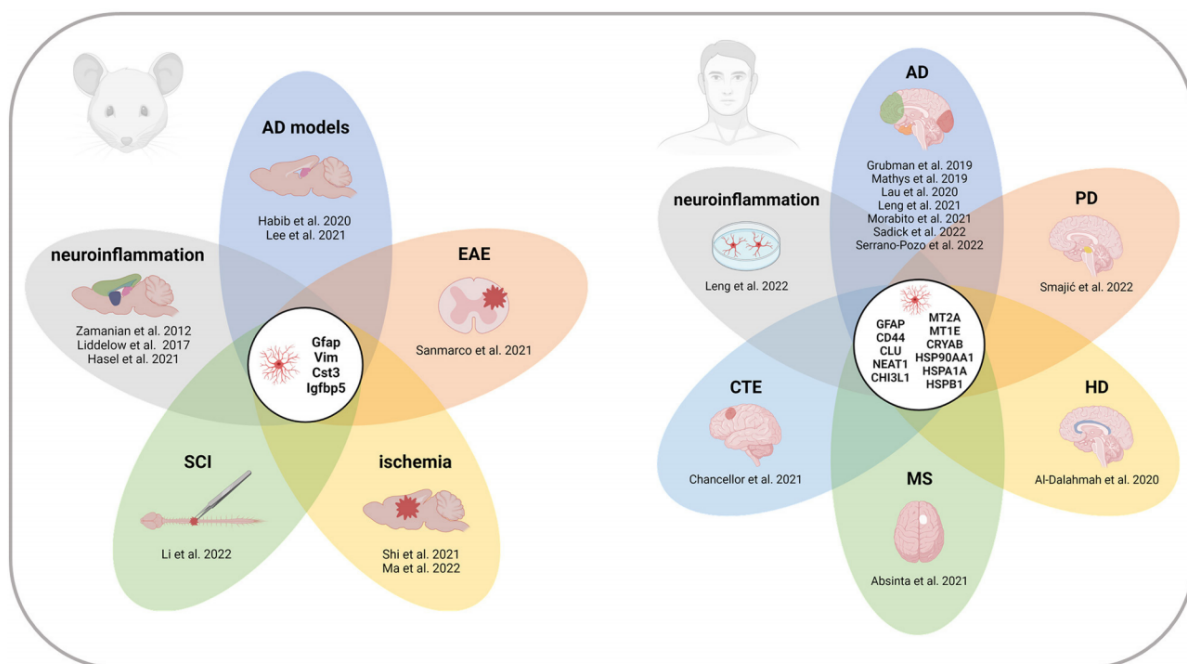 AD models
Habib et al. 2020
Lee et al. 2021
neuroinflammation
Zamanian et al. 2012
Liddelow et al. 2017
Hasel et al. 2021
EAE
Sanmarco et al. 2021
Gfap
Vim
Cst3
Igfbp5
SCI
Li et al. 2022
ischemia
Shi et al. 2021
Ma et al. 2022
AD
Grubman et al. 2019
Mathys et al. 2019
Lau et al. 2020
Leng et al. 2021
Morabito et al. 2021
Sadick et al. 2022
Serrano-Pozo et al. 2022
neuroinflammation
Leng et al. 2022
PD
Smajić et al. 2022
GFAP
CD44
CLU
NEAT1
CHI3L1
MT2A
MT1E
CRYAB
HSP90AA1
HSPA1A
HSPB1
CTE
Chancellor et al. 2021
HD
Al-Dalahmah et al. 2020
MS
Absinta et al. 2021